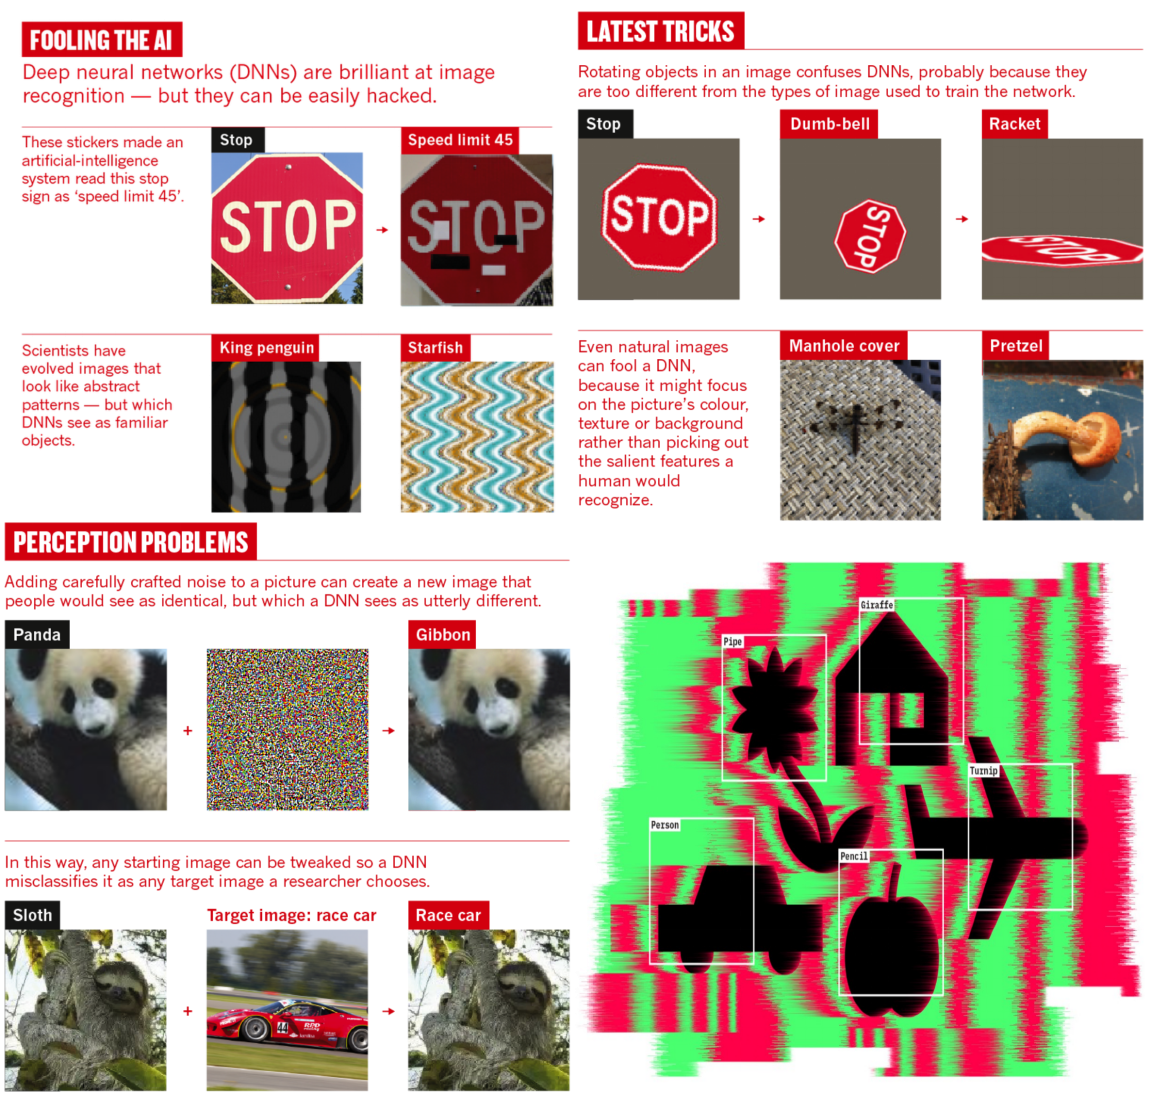 FOOLING THE AI
Deep neural networks (DNNs) are brilliant at image
recognition — but they can be easily hacked.
These stickers made an
artificial-intelligence
system read this stop
sign as ‘speed limit 45’.
Stop
STOP
Speed limit 45
STOP
Scientists have
evolved images that
look like abstract
patterns — but which
DNNs see as familiar
objects.
King penguin
Starfish
LATEST TRICKS
Rotating objects in an image confuses DNNs, probably because they
are too different from the types of image used to train the network.
Stop
STOP
Dumb-bell
STOP
Racket
STOP
Even natural images
can fool a DNN,
because it might focus
on the picture’s colour,
texture or background
rather than picking out
the salient features a
human would
recognize.
Manhole cover
Pretzel
PERCEPTION PROBLEMS
Adding carefully crafted noise to a picture can create a new image that
people would see as identical, but which a DNN sees as utterly different.
Panda
+
Gibbon
In this way, any starting image can be tweaked so a DNN
misclassifies it as any target image a researcher chooses.
Sloth
+
Target image: race car
44
Race car
Giraffe
Pipe
Turnip
Person
Pencil